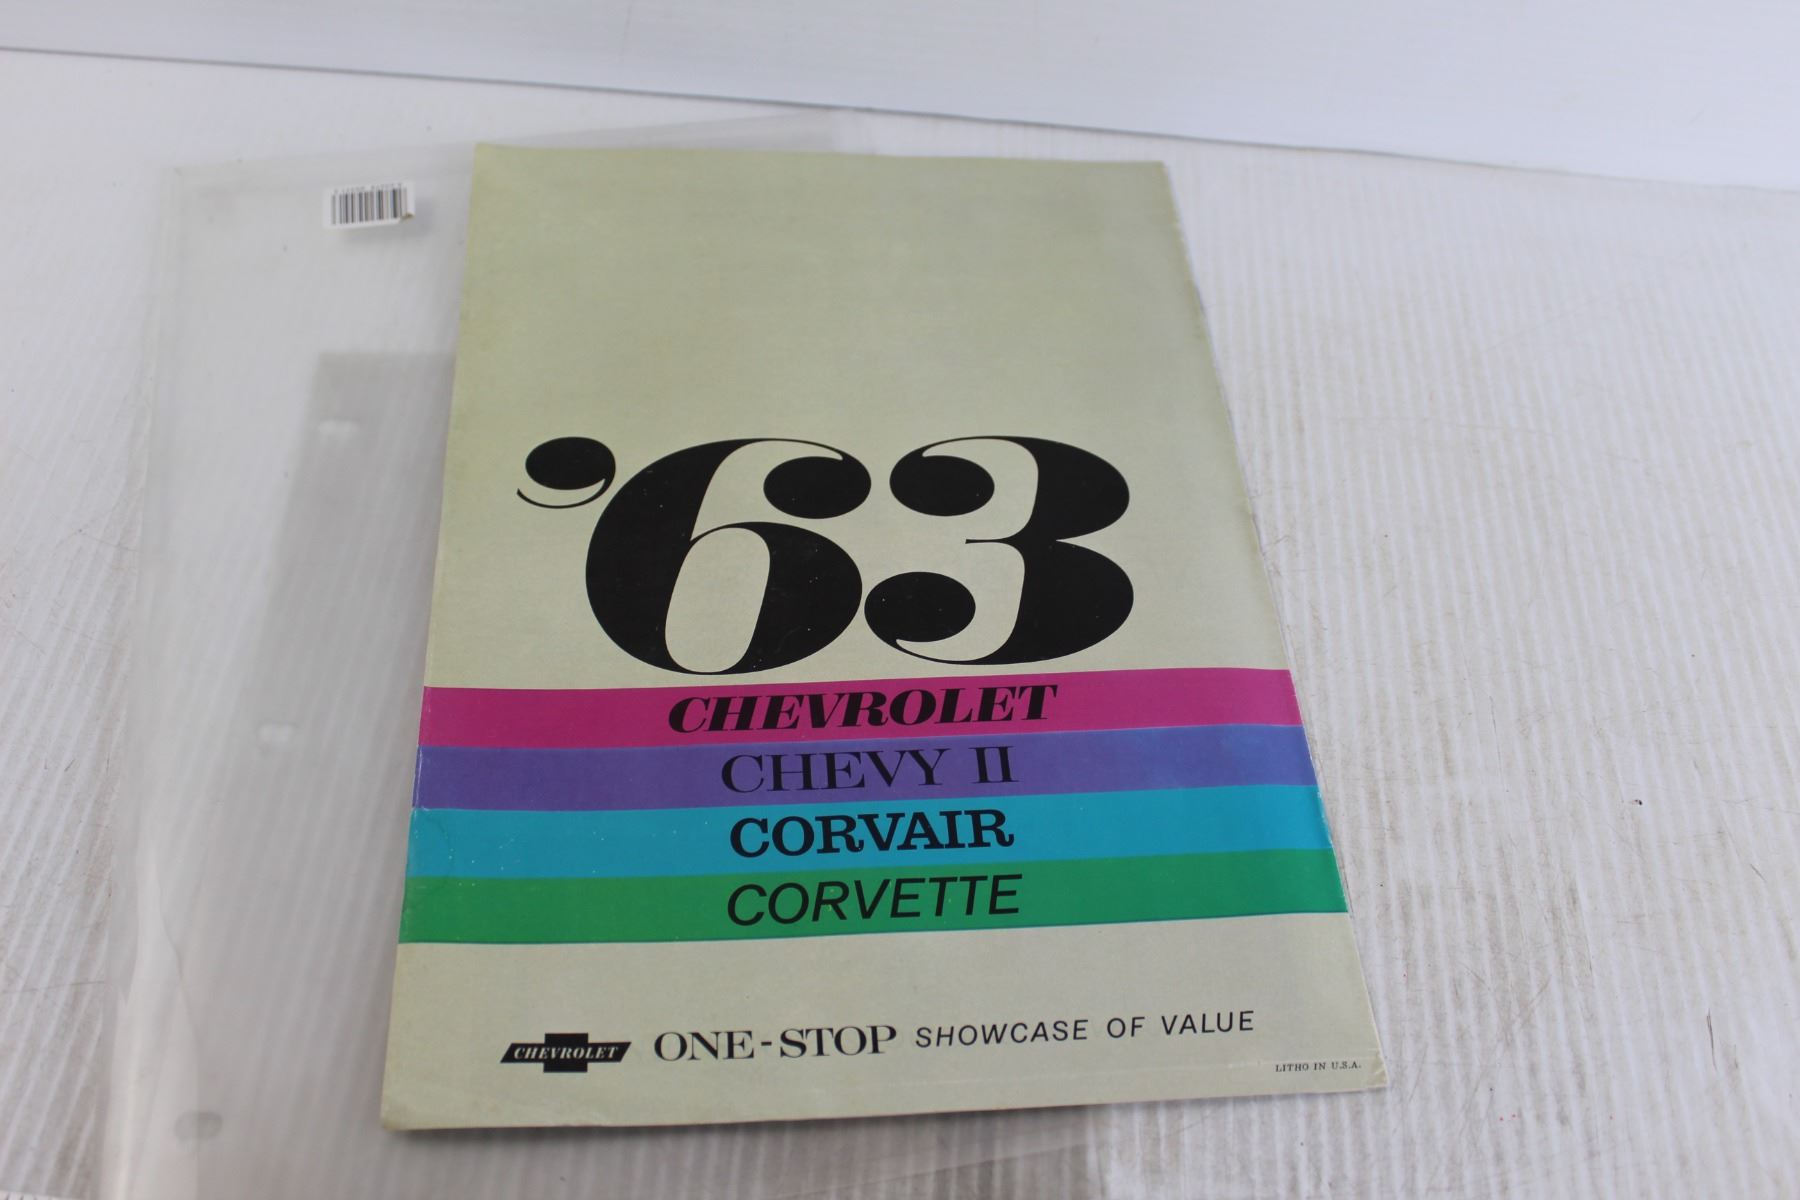 ’63
CHEVROLET
CHEVY II
CORVAIR
CORVETTE
CHEVROLET ONE-STOP SHOWCASE OF VALUE
LITHO IN U.S.A.